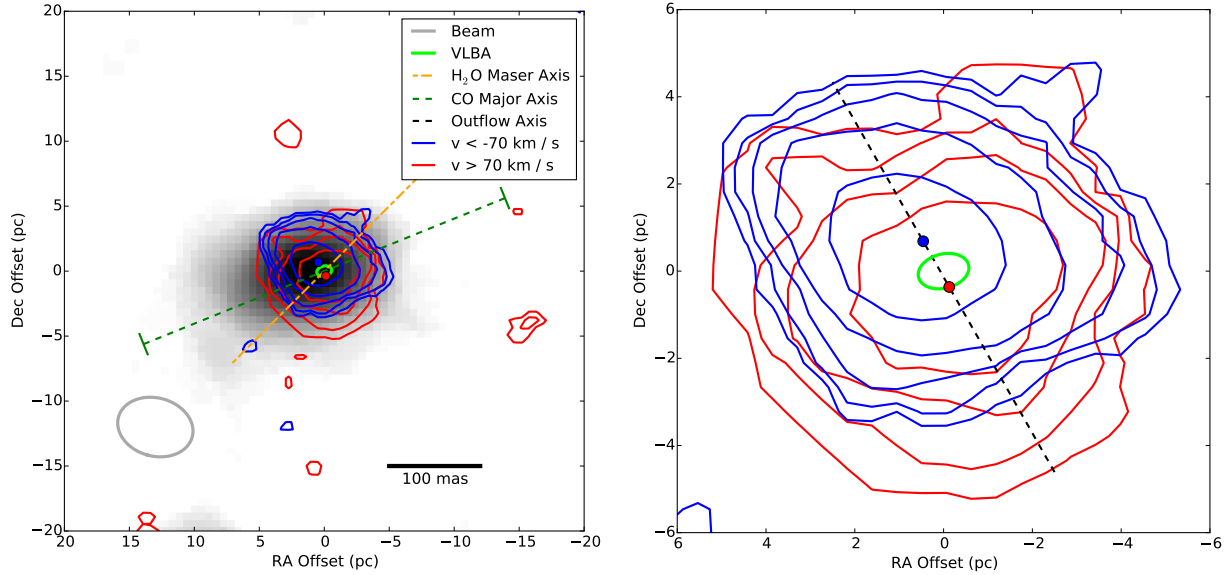 Beam
VLBA
H₂O Maser Axis
CO Major Axis
Outflow Axis
v < -70 km / s
v > 70 km / s
100 mas
20
15
10
5
0
−5
−10
−15
−20
Dec Offset (pc)
20 15 10 5 0 −5 −10 −15 −20
RA Offset (pc)
6
4
2
0
−2
−4
−6
Dec Offset (pc)
6 4 2 0 −2 −4 −6
RA Offset (pc)